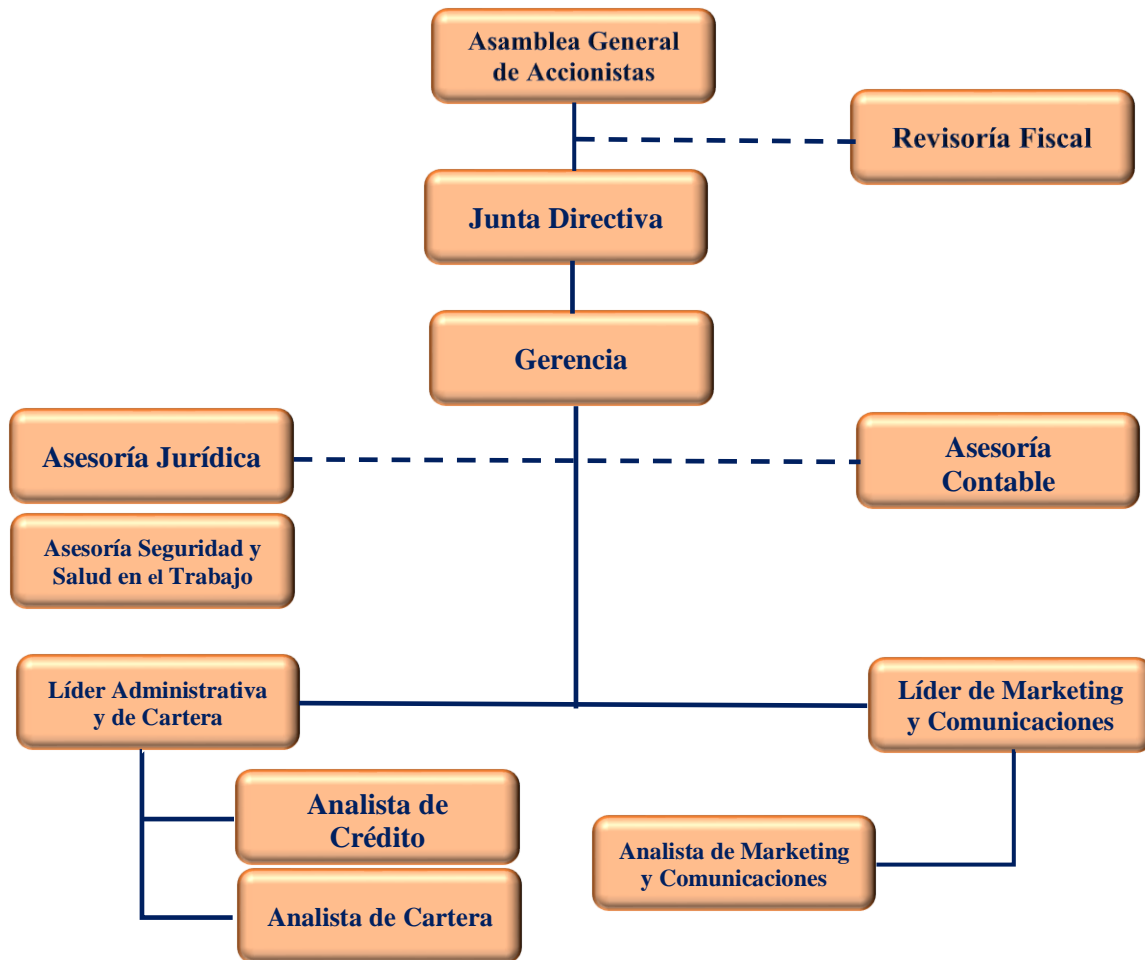 Asamblea General
de Accionistas
Revisoría Fiscal
Junta Directiva
Gerencia
Asesoría Jurídica
Asesoría
Contable
Asesoría Seguridad y
Salud en el Trabajo
Líder Administrativa
y de Cartera
Líder de Marketing
y Comunicaciones
Analista de
Crédito
Analista de Marketing
y Comunicaciones
Analista de Cartera